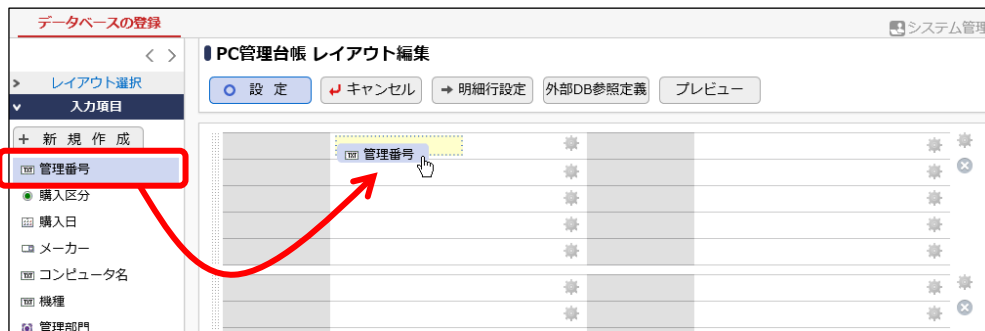 データベースの登録
システム管理
PC管理台帳 レイアウト編集
レイアウト選択
設 定 キャンセル 明細行設定 外部DB参照定義 プレビュー
入力項目
+ 新 規 作 成
TXT 管理番号
TXT 管理番号
購入区分
購入日
メーカー
TXT コンピュータ名
TXT 機種
管理部門